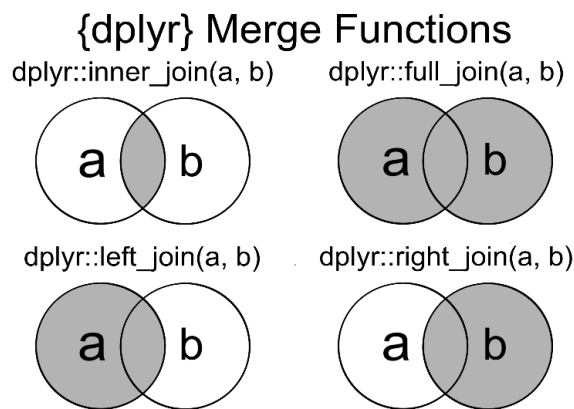 {dplyr} Merge Functions
dplyr::inner_join(a, b)
dplyr::full_join(a, b)
a b
a b
dplyr::left_join(a, b)
dplyr::right_join(a, b)
a b
a b